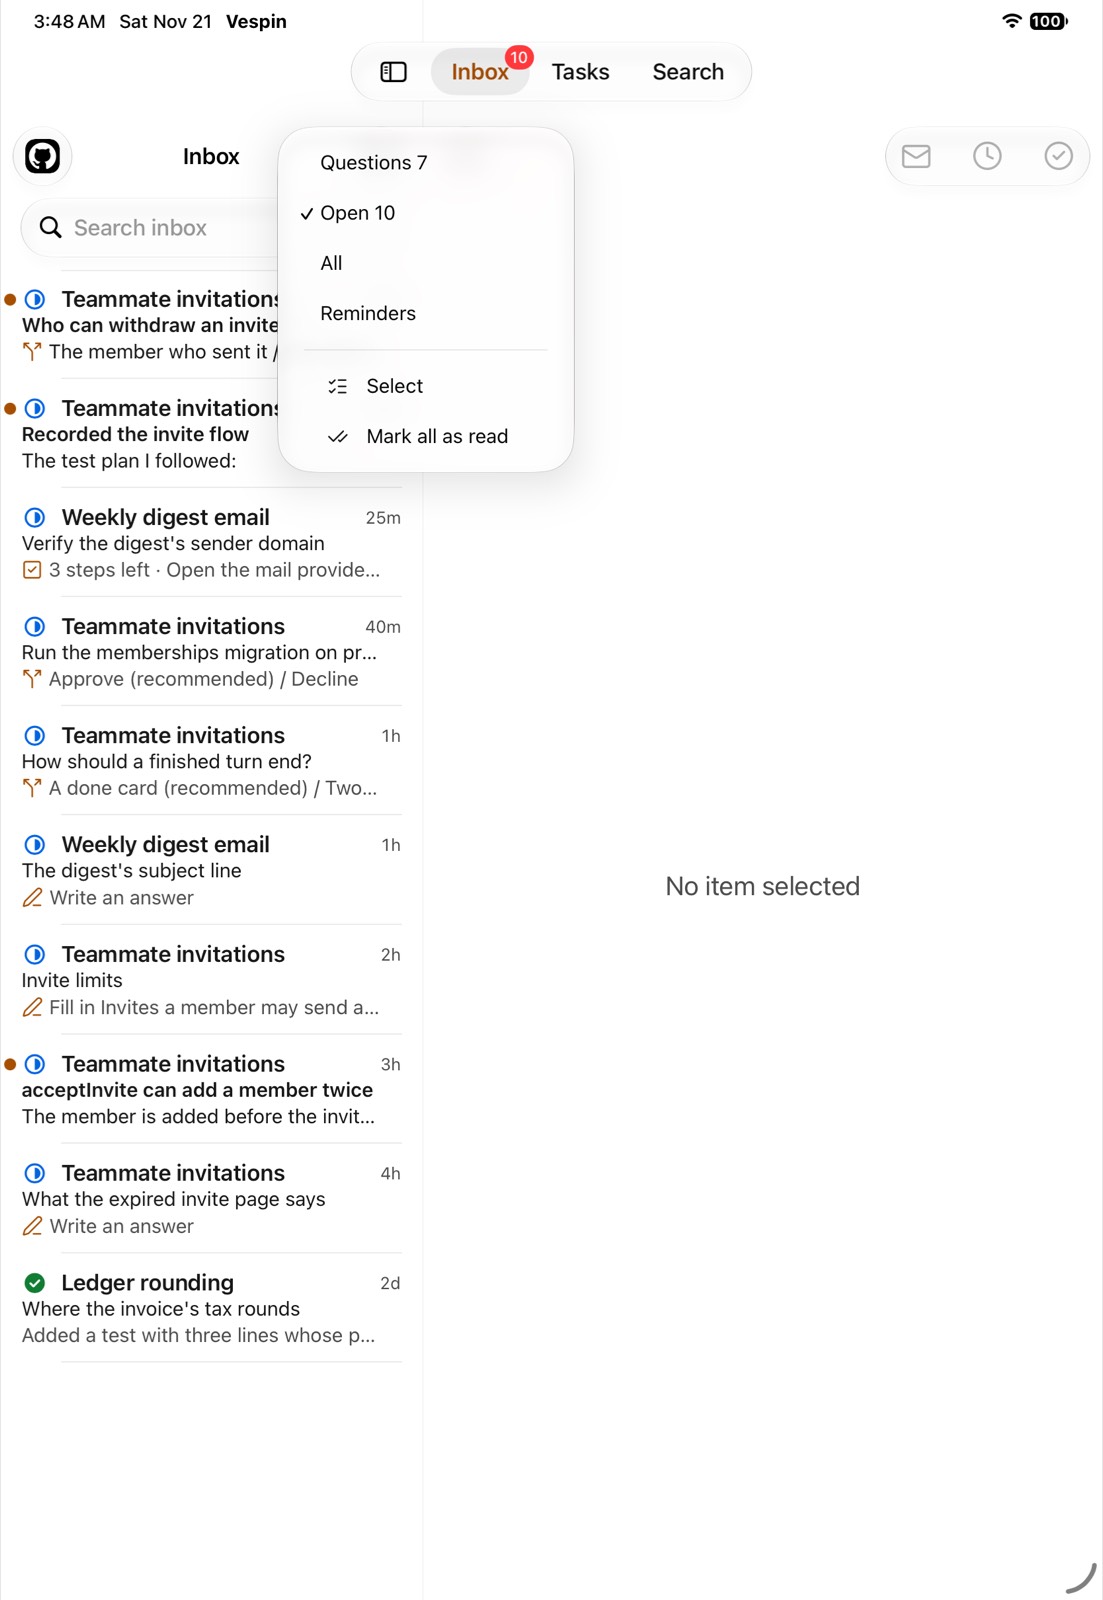 3:48 AM Sat Nov 21 Vespin
100
Inbox 10 Tasks Search
Inbox
Search inbox
Questions 7
Open 10
All
Reminders
Select
Mark all as read
Teammate invitations
Who can withdraw an invite
The member who sent it /
Teammate invitations
Recorded the invite flow
The test plan I followed:
Weekly digest email 25m
Verify the digest's sender domain
3 steps left · Open the mail provide...
Teammate invitations 40m
Run the memberships migration on pr...
Approve (recommended) / Decline
Teammate invitations 1h
How should a finished turn end?
A done card (recommended) / Two...
Weekly digest email 1h
The digest's subject line
Write an answer
Teammate invitations 2h
Invite limits
Fill in Invites a member may send a...
Teammate invitations 3h
acceptInvite can add a member twice
The member is added before the invit...
Teammate invitations 4h
What the expired invite page says
Write an answer
Ledger rounding 2d
Where the invoice's tax rounds
Added a test with three lines whose p...
No item selected